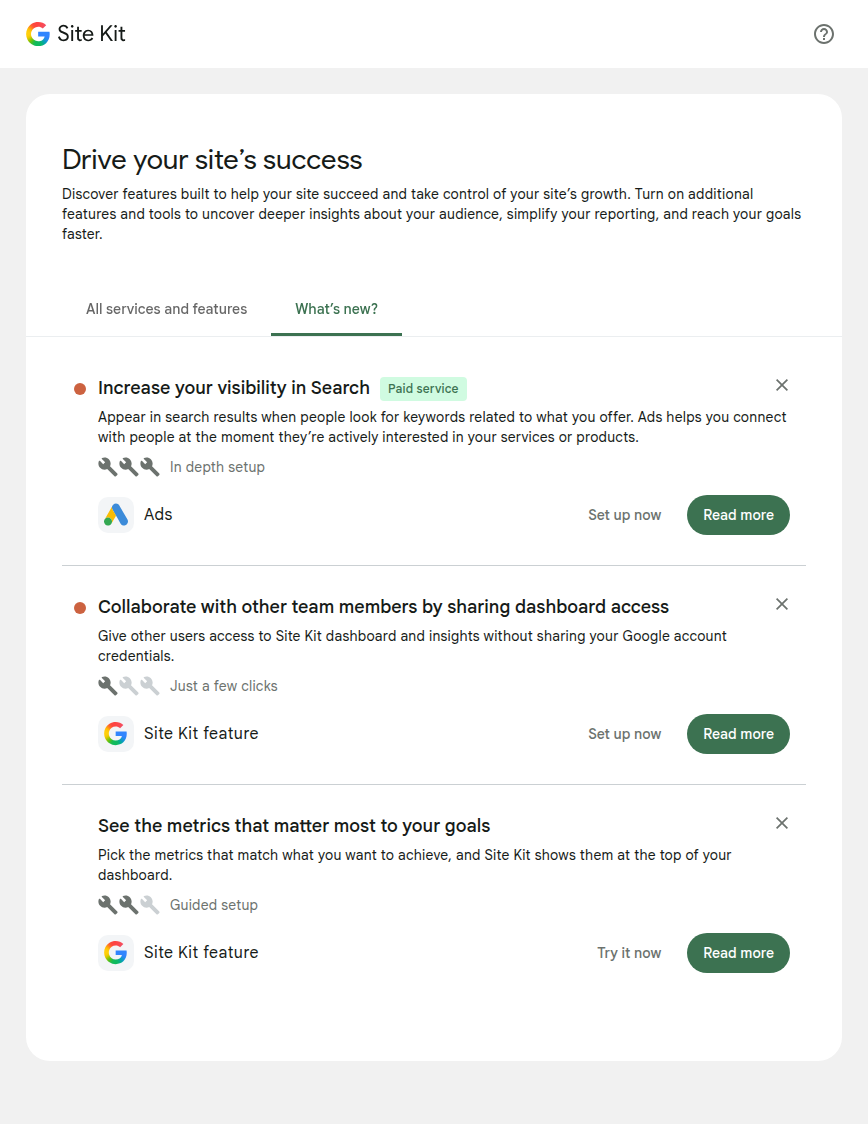 Site Kit
Drive your site’s success
Discover features built to help your site succeed and take control of your site’s growth. Turn on additional
features and tools to uncover deeper insights about your audience, simplify your reporting, and reach your goals
faster.
All services and features
What’s new?
Increase your visibility in Search
Paid service
Appear in search results when people look for keywords related to what you offer. Ads helps you connect
with people at the moment they’re actively interested in your services or products.
In depth setup
Ads
Set up now
Read more
Collaborate with other team members by sharing dashboard access
Give other users access to Site Kit dashboard and insights without sharing your Google account
credentials.
Just a few clicks
Site Kit feature
Set up now
Read more
See the metrics that matter most to your goals
Pick the metrics that match what you want to achieve, and Site Kit shows them at the top of your
dashboard.
Guided setup
Site Kit feature
Try it now
Read more